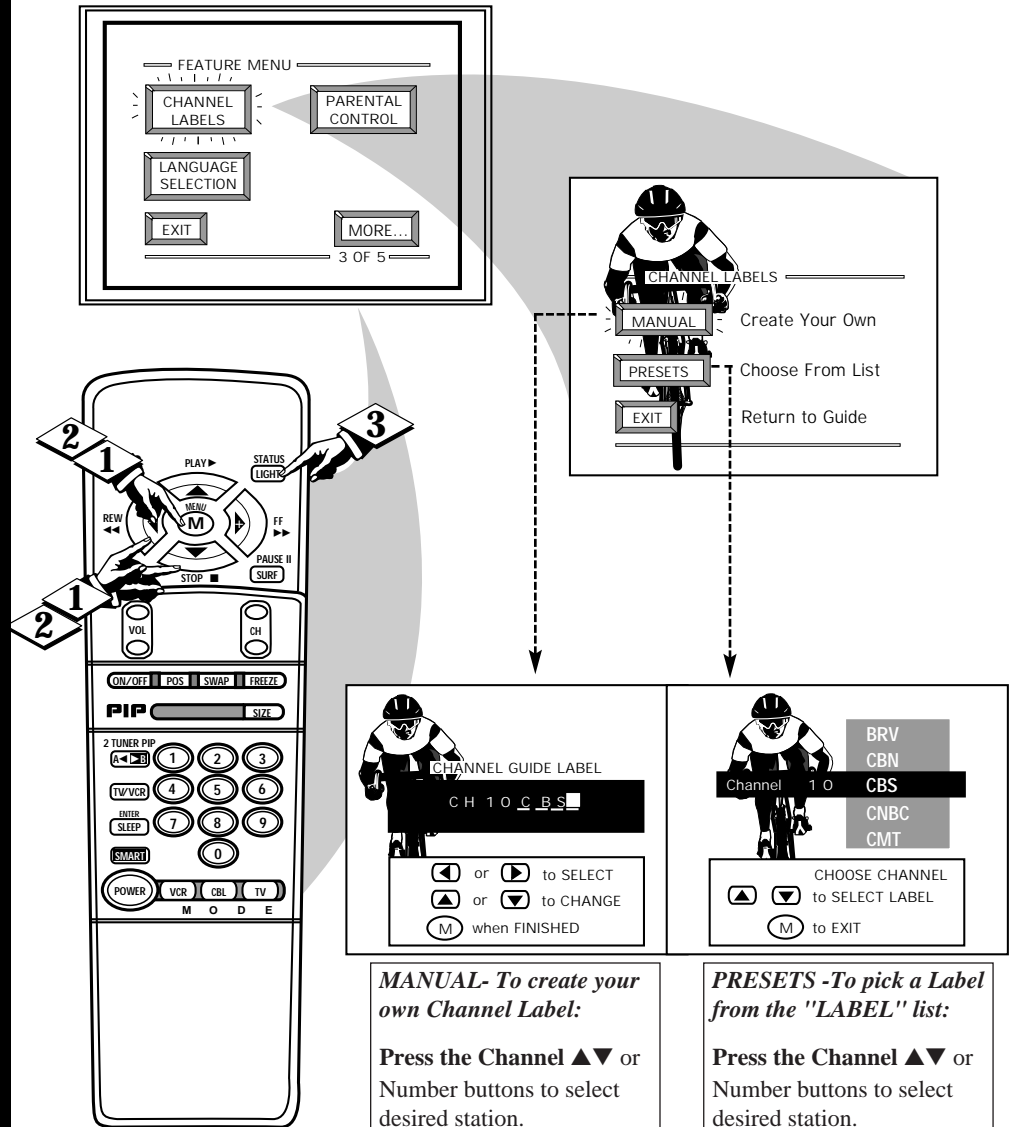 FEATURE MENU
CHANNEL
LABELS
PARENTAL
CONTROL
LANGUAGE
SELECTION
EXIT
MORE...
3 OF 5
CHANNEL LABELS
MANUAL
Create Your Own
PRESETS
Choose From List
EXIT
Return to Guide
2
1
3
PLAY▶
STATUS
LIGHT
REW
◀◀
MENU
M
FF
▶▶
PAUSE II
SURF
STOP ■
1
2
VOL
CH
ON/OFF POS SWAP FREEZE
PIP
SIZE
2 TUNER PIP
A◀ ▶B
1 2 3
TV/VCR
4 5 6
ENTER
SLEEP
7 8 9
SMART
0
POWER
VCR CBL TV
M O D E
CHANNEL GUIDE LABEL
CH 10 CBS
◀ or ▶ to SELECT
▲ or ▼ to CHANGE
M when FINISHED
BRV
CBN
Channel 10 CBS
CNBC
CMT
CHOOSE CHANNEL
▲ ▼ to SELECT LABEL
M to EXIT
MANUAL- To create your
own Channel Label:
Press the Channel ▲▼ or
Number buttons to select
desired station.
PRESETS -To pick a Label
from the "LABEL" list:
Press the Channel ▲▼ or
Number buttons to select
desired station.